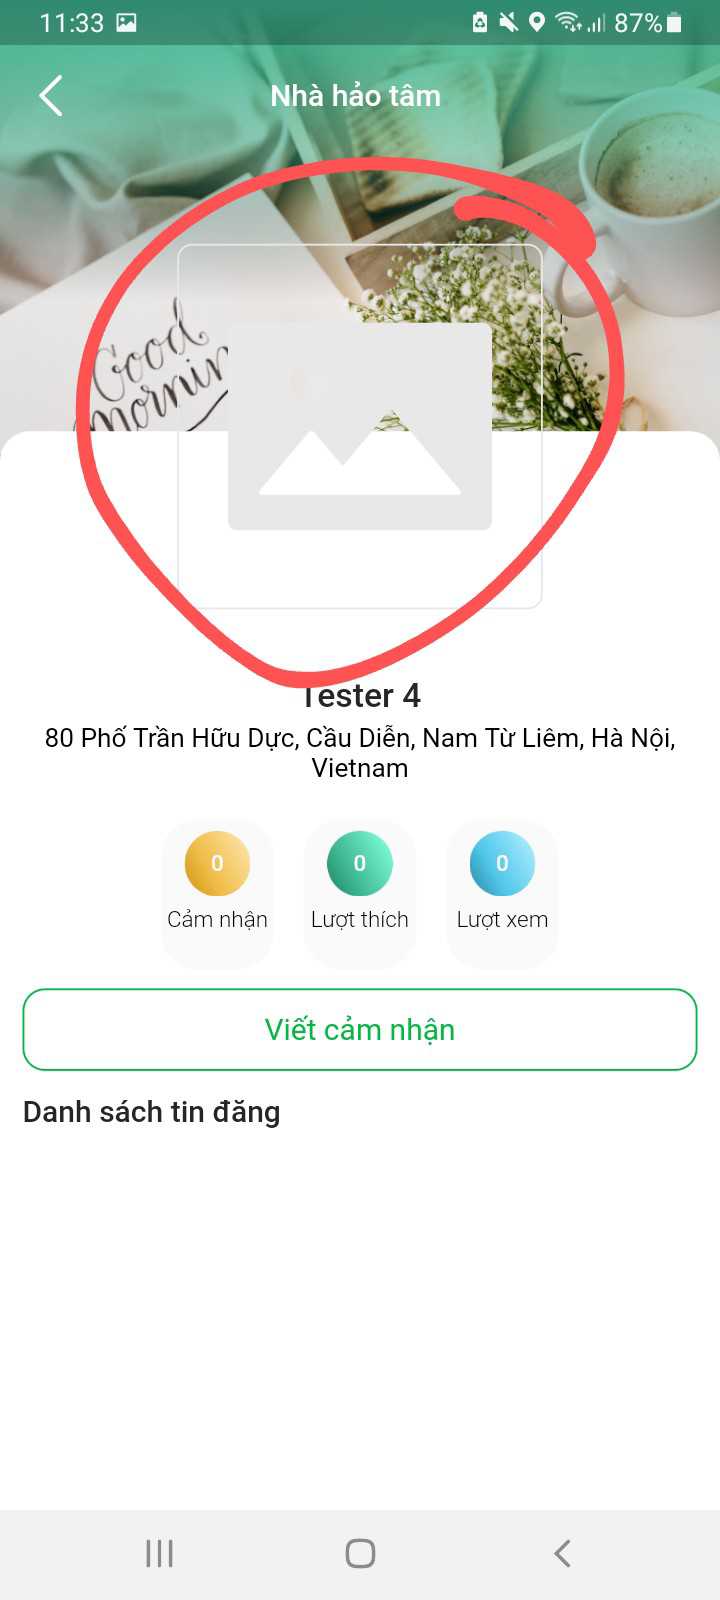 11:33
87%
Nhà hảo tâm
Good
mornin
Tester 4
80 Phố Trần Hữu Dực, Cầu Diễn, Nam Từ Liêm, Hà Nội,
Vietnam
0 0 0
Cảm nhận Lượt thích Lượt xem
Viết cảm nhận
Danh sách tin đăng